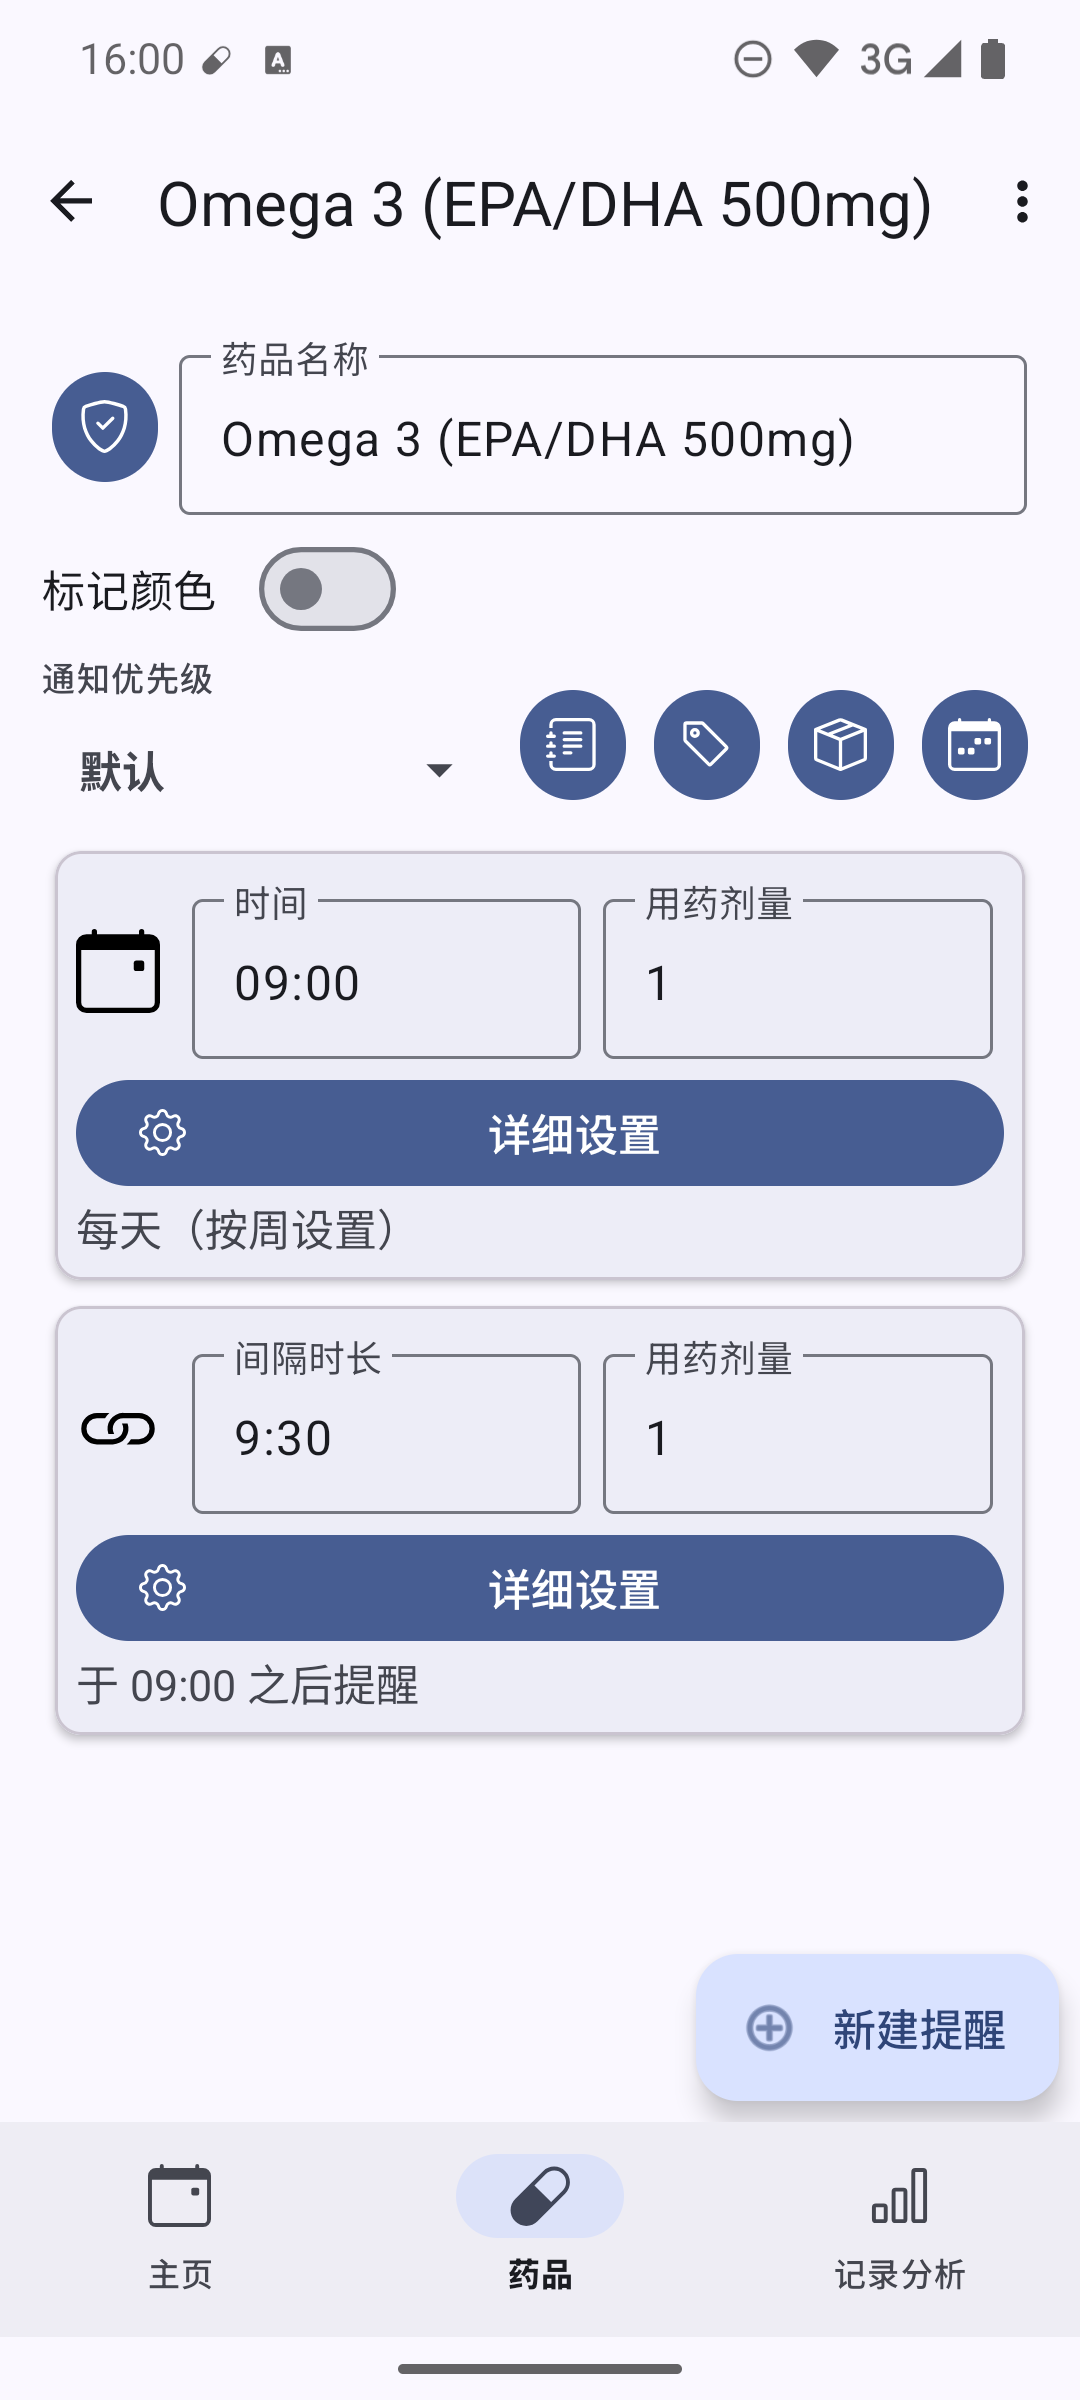 16:00
3G
Omega 3 (EPA/DHA 500mg)
药品名称
Omega 3 (EPA/DHA 500mg)
标记颜色
通知优先级
默认
时间
09:00
用药剂量
1
详细设置
每天（按周设置）
间隔时长
9:30
用药剂量
1
详细设置
于 09:00 之后提醒
新建提醒
主页
药品
记录分析